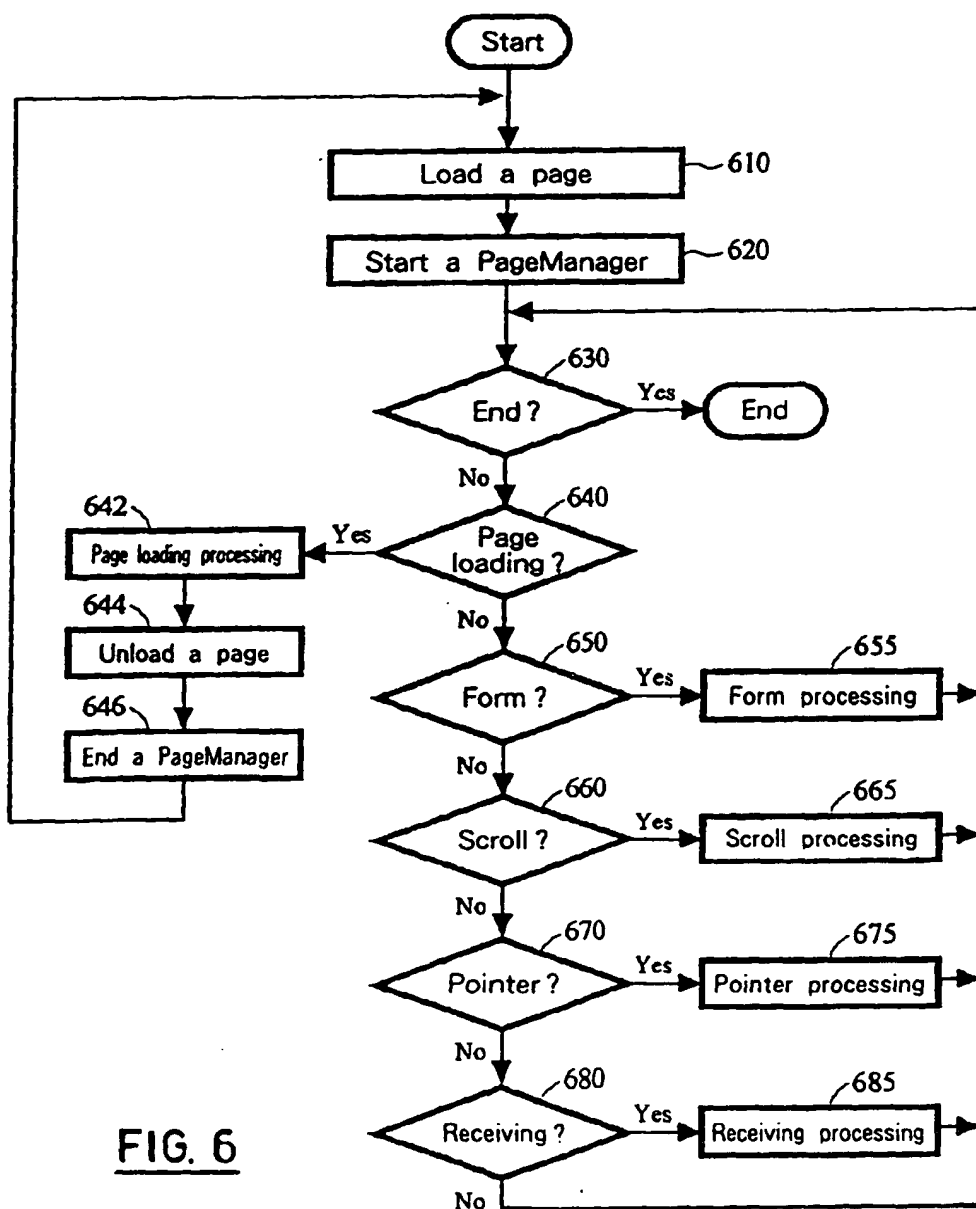 Start
Load a page
610
Start a PageManager
620
630
End ?
Yes
End
No
640
Page
loading ?
Yes
642
Page loading processing
644
Unload a page
646
End a PageManager
No
650
Form ?
Yes
655
Form processing
No
660
Scroll ?
Yes
665
Scroll processing
No
670
Pointer ?
Yes
675
Pointer processing
No
680
Receiving ?
Yes
685
Receiving processing
No
FIG. 6